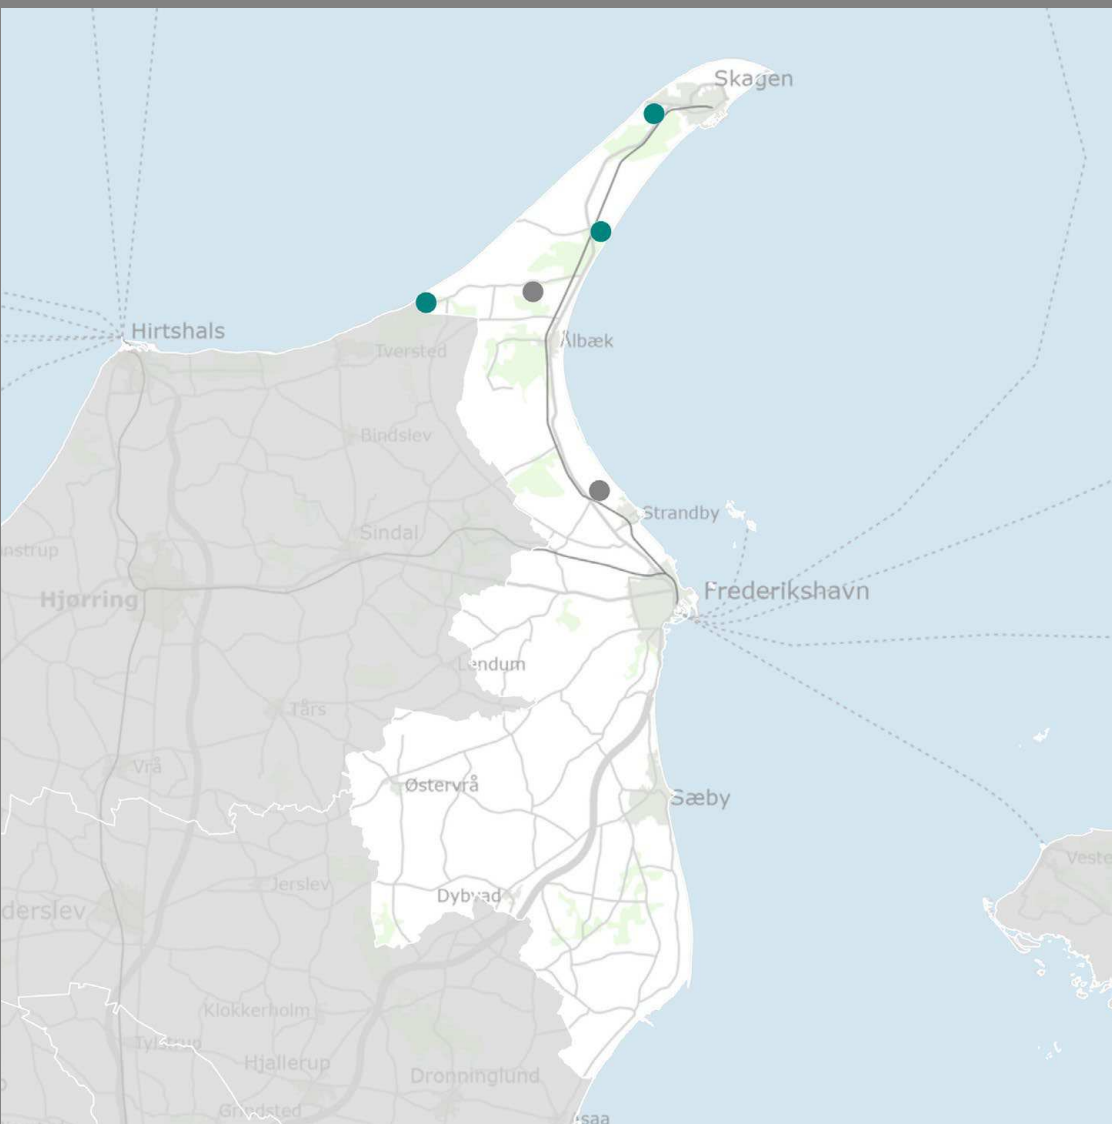 Skagen
Hirtshals
Ålbæk
Iversted
Bindslev
Strandby
Sindal
Frederikshavn
Hjørring
Lendum
Tårs
Vrå
Østervrå
Sæby
Jerslev
Dybvad
Klokkerholm
Tylstrup
Hjallerup
Dronninglund